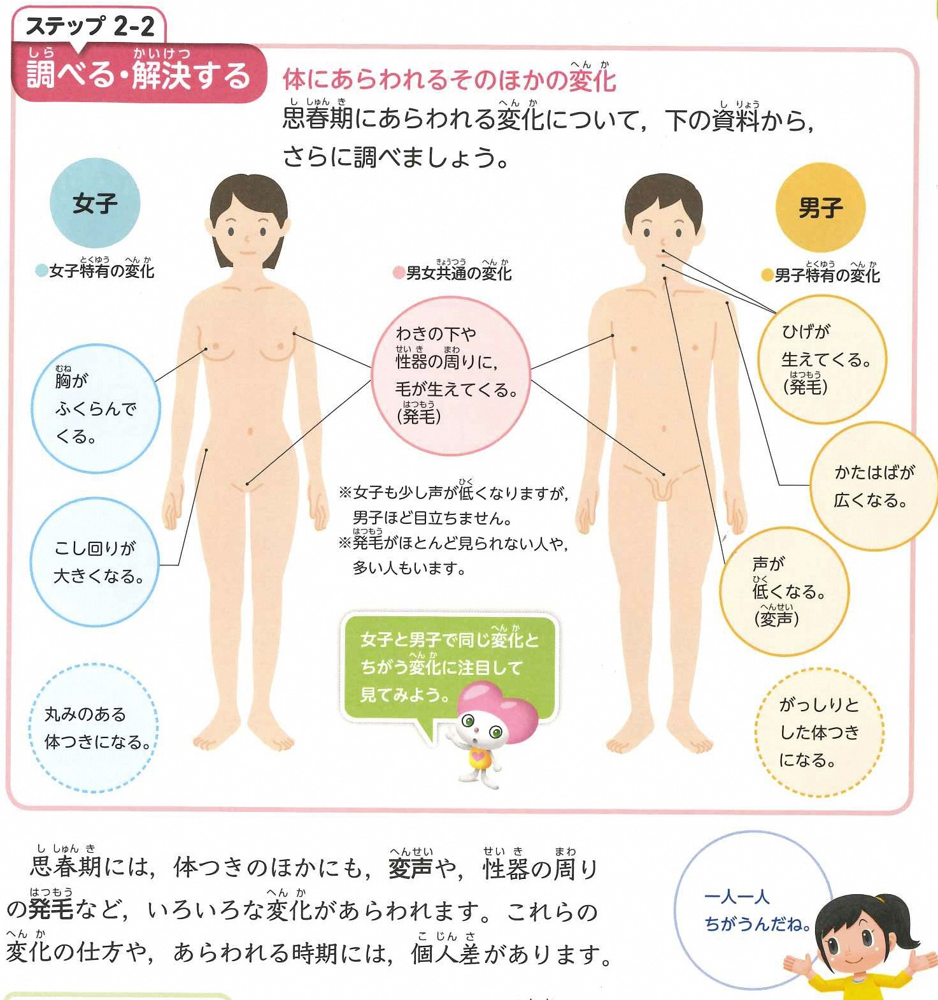 ステップ 2-2
調べる・解決する
しら かいけつ
体にあらわれるそのほかの変化
へん か
思春期にあらわれる変化について，下の資料から，
し しゅん き へん か し りょう
さらに調べましょう。
女子
女子特有の変化
とくゆう へん か
胸が
むね
ふくらんで
くる。
こし回りが
大きくなる。
丸みのある
体つきになる。
男女共通の変化
きょうつう へん か
わきの下や
性器の周りに，
せい き まわ
毛が生えてくる。
(発毛)
はつもう
※女子も少し声が低くなりますが，
ひく
男子ほど目立ちません。
※発毛がほとんど見られない人や，
はつもう
多い人もいます。
女子と男子で同じ変化と
へん か
ちがう変化に注目して
へん か
見てみよう。
男子
男子特有の変化
とくゆう へん か
ひげが
生えてくる。
(発毛)
はつもう
かたはばが
広くなる。
声が
低くなる。
ひく
(変声)
へんせい
がっしりと
した体つき
になる。
思春期には，体つきのほかにも，変声や，性器の周り
し しゅん き へんせい せい き まわ
の発毛など，いろいろな変化があらわれます。これらの
はつもう へん か
変化の仕方や，あらわれる時期には，個人差があります。
へん か こ じん さ
一人一人
ちがうんだね。